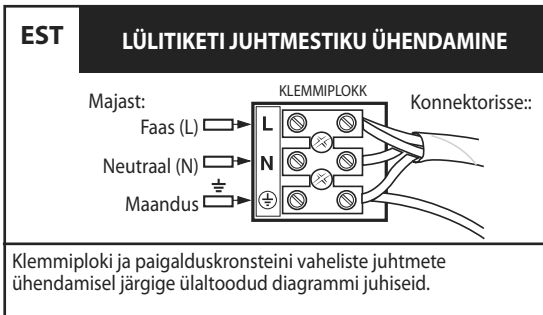 EST
LÜLITIKETI JUHTMESTIKU ÜHENDAMINE
KLEMMIPLOKK
Majast:
Konnektorisse::
Faas (L)
L
Neutraal (N)
N
Maandus
Klemmiploki ja paigalduskronsteini vaheliste juhtmete
ühendamisel järgige ülaltoodud diagrammi juhiseid.